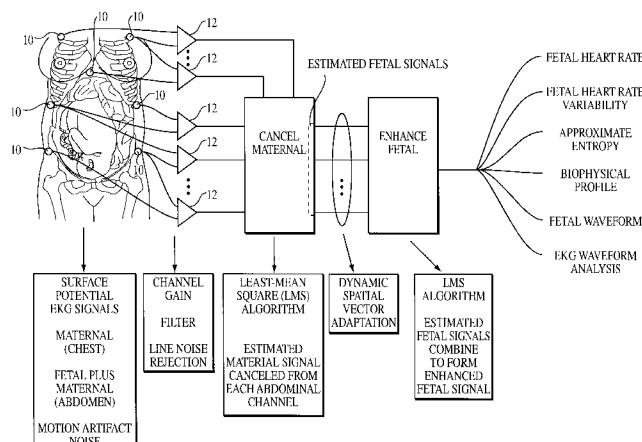 10
10
10
10
10
10
12
12
12
12
12
ESTIMATED FETAL SIGNALS
CANCEL
MATERNAL
ENHANCE
FETAL
FETAL HEART RATE
FETAL HEART RATE
VARIABILITY
APPROXIMATE
ENTROPY
BIOPHYSICAL
PROFILE
FETAL WAVEFORM
EKG WAVEFORM
ANALYSIS
SURFACE
POTENTIAL
EKG SIGNALS
MATERNAL
(CHEST)
FETAL PLUS
MATERNAL
(ABDOMEN)
MOTION ARTIFACT
NOISE
CHANNEL
GAIN
FILTER
LINE NOISE
REJECTION
LEAST-MEAN
SQUARE (LMS)
ALGORITHM
ESTIMATED
MATERIAL SIGNAL
CANCELED FROM
EACH ABDOMINAL
CHANNEL
DYNAMIC
SPATIAL
VECTOR
ADAPTATION
LMS
ALGORITHM
ESTIMATED
FETAL SIGNALS
COMBINE
TO FORM
ENHANCED
FETAL SIGNAL